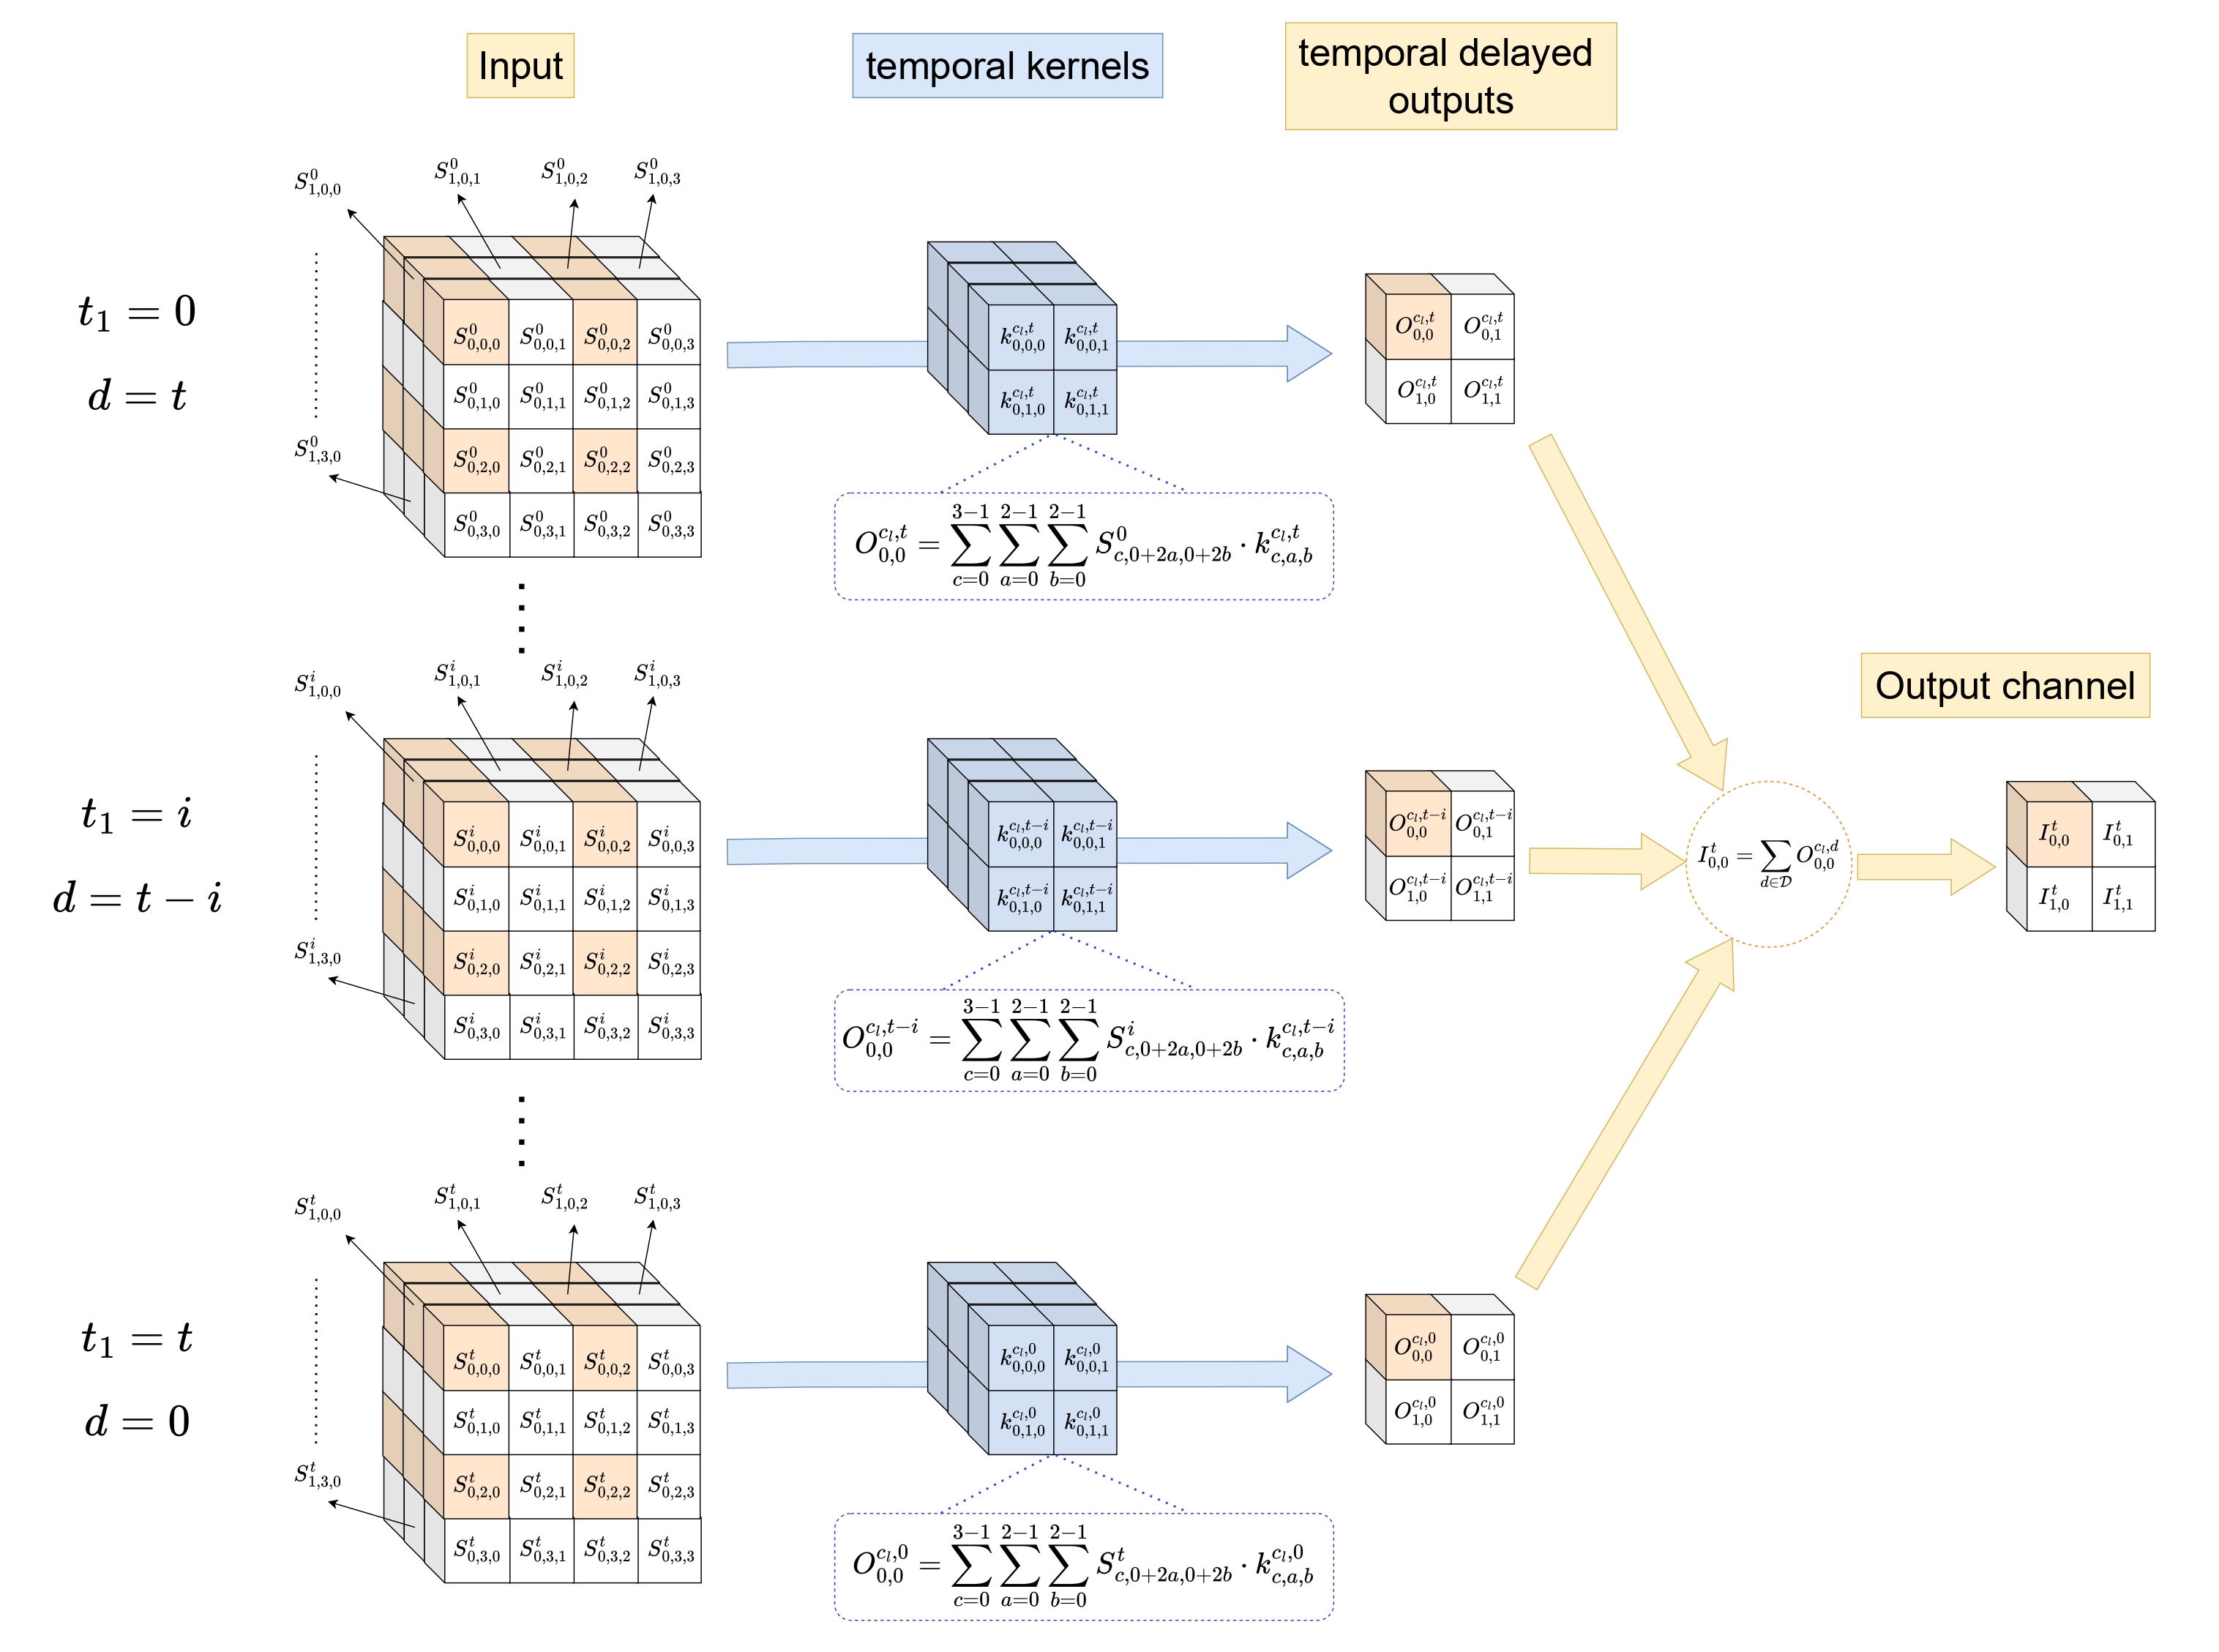 Input
temporal kernels
temporal delayed
outputs
$t_1 = 0$
$d = t$
$S^0_{1,0,0}$ $S^0_{1,0,1}$ $S^0_{1,0,2}$ $S^0_{1,0,3}$
$S^0_{0,0,0}$ $S^0_{0,0,1}$ $S^0_{0,0,2}$ $S^0_{0,0,3}$
$S^0_{0,1,0}$ $S^0_{0,1,1}$ $S^0_{0,1,2}$ $S^0_{0,1,3}$
$S^0_{1,3,0}$
$S^0_{0,2,0}$ $S^0_{0,2,1}$ $S^0_{0,2,2}$ $S^0_{0,2,3}$
$S^0_{0,3,0}$ $S^0_{0,3,1}$ $S^0_{0,3,2}$ $S^0_{0,3,3}$
$k^{c_l,t}_{0,0,0}$ $k^{c_l,t}_{0,0,1}$
$k^{c_l,t}_{0,1,0}$ $k^{c_l,t}_{0,1,1}$
$O^{c_l,t}_{0,0} = \sum_{c=0}^{3-1} \sum_{a=0}^{2-1} \sum_{b=0}^{2-1} S^0_{c,0+2a,0+2b} \cdot k^{c_l,t}_{c,a,b}$
$O^{c_l,t}_{0,0}$ $O^{c_l,t}_{0,1}$
$O^{c_l,t}_{1,0}$ $O^{c_l,t}_{1,1}$
$t_1 = i$
$d = t - i$
$S^i_{1,0,0}$ $S^i_{1,0,1}$ $S^i_{1,0,2}$ $S^i_{1,0,3}$
$S^i_{0,0,0}$ $S^i_{0,0,1}$ $S^i_{0,0,2}$ $S^i_{0,0,3}$
$S^i_{0,1,0}$ $S^i_{0,1,1}$ $S^i_{0,1,2}$ $S^i_{0,1,3}$
$S^i_{1,3,0}$
$S^i_{0,2,0}$ $S^i_{0,2,1}$ $S^i_{0,2,2}$ $S^i_{0,2,3}$
$S^i_{0,3,0}$ $S^i_{0,3,1}$ $S^i_{0,3,2}$ $S^i_{0,3,3}$
$k^{c_l,t-i}_{0,0,0}$ $k^{c_l,t-i}_{0,0,1}$
$k^{c_l,t-i}_{0,1,0}$ $k^{c_l,t-i}_{0,1,1}$
$O^{c_l,t-i}_{0,0} = \sum_{c=0}^{3-1} \sum_{a=0}^{2-1} \sum_{b=0}^{2-1} S^i_{c,0+2a,0+2b} \cdot k^{c_l,t-i}_{c,a,b}$
$O^{c_l,t-i}_{0,0}$ $O^{c_l,t-i}_{0,1}$
$O^{c_l,t-i}_{1,0}$ $O^{c_l,t-i}_{1,1}$
$I^t_{0,0} = \sum_{d \in \mathcal{D}} O^{c_l,d}_{0,0}$
Output channel
$I^t_{0,0}$ $I^t_{0,1}$
$I^t_{1,0}$ $I^t_{1,1}$
$t_1 = t$
$d = 0$
$S^t_{1,0,0}$ $S^t_{1,0,1}$ $S^t_{1,0,2}$ $S^t_{1,0,3}$
$S^t_{0,0,0}$ $S^t_{0,0,1}$ $S^t_{0,0,2}$ $S^t_{0,0,3}$
$S^t_{0,1,0}$ $S^t_{0,1,1}$ $S^t_{0,1,2}$ $S^t_{0,1,3}$
$S^t_{1,3,0}$
$S^t_{0,2,0}$ $S^t_{0,2,1}$ $S^t_{0,2,2}$ $S^t_{0,2,3}$
$S^t_{0,3,0}$ $S^t_{0,3,1}$ $S^t_{0,3,2}$ $S^t_{0,3,3}$
$k^{c_l,0}_{0,0,0}$ $k^{c_l,0}_{0,0,1}$
$k^{c_l,0}_{0,1,0}$ $k^{c_l,0}_{0,1,1}$
$O^{c_l,0}_{0,0} = \sum_{c=0}^{3-1} \sum_{a=0}^{2-1} \sum_{b=0}^{2-1} S^t_{c,0+2a,0+2b} \cdot k^{c_l,0}_{c,a,b}$
$O^{c_l,0}_{0,0}$ $O^{c_l,0}_{0,1}$
$O^{c_l,0}_{1,0}$ $O^{c_l,0}_{1,1}$